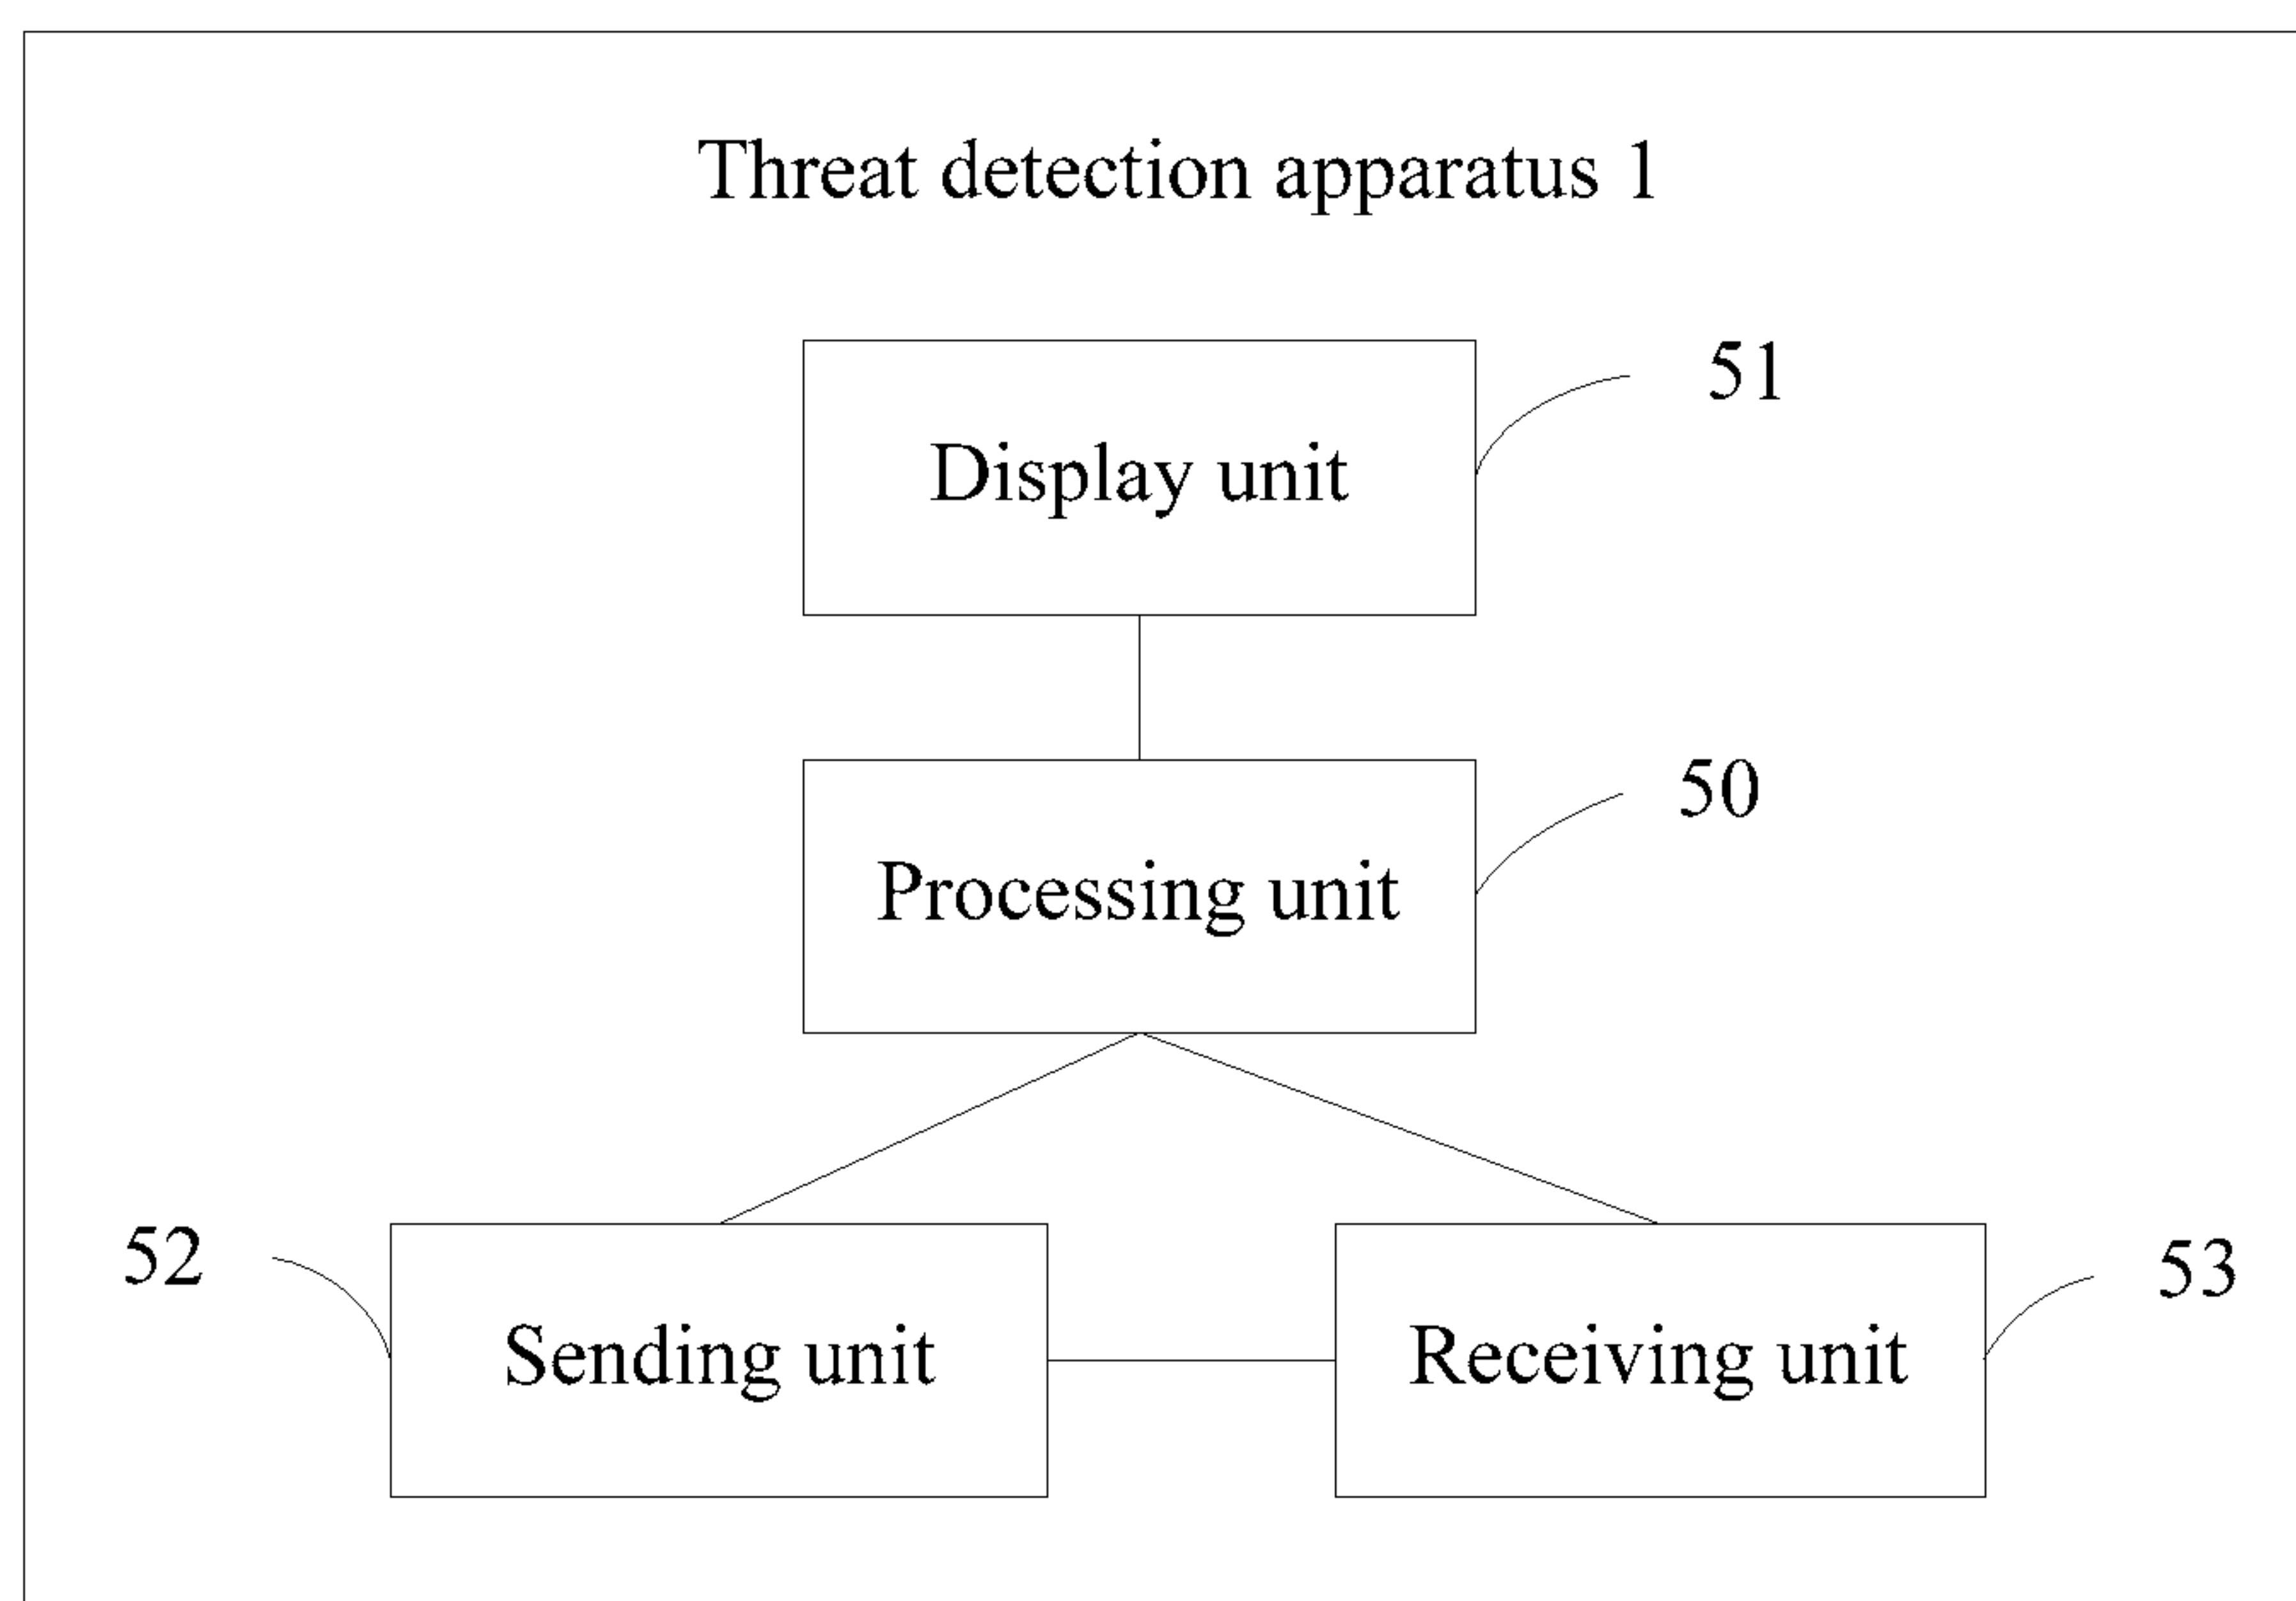 Threat detection apparatus 1
51
Display unit
50
Processing unit
52
53
Sending unit
Receiving unit